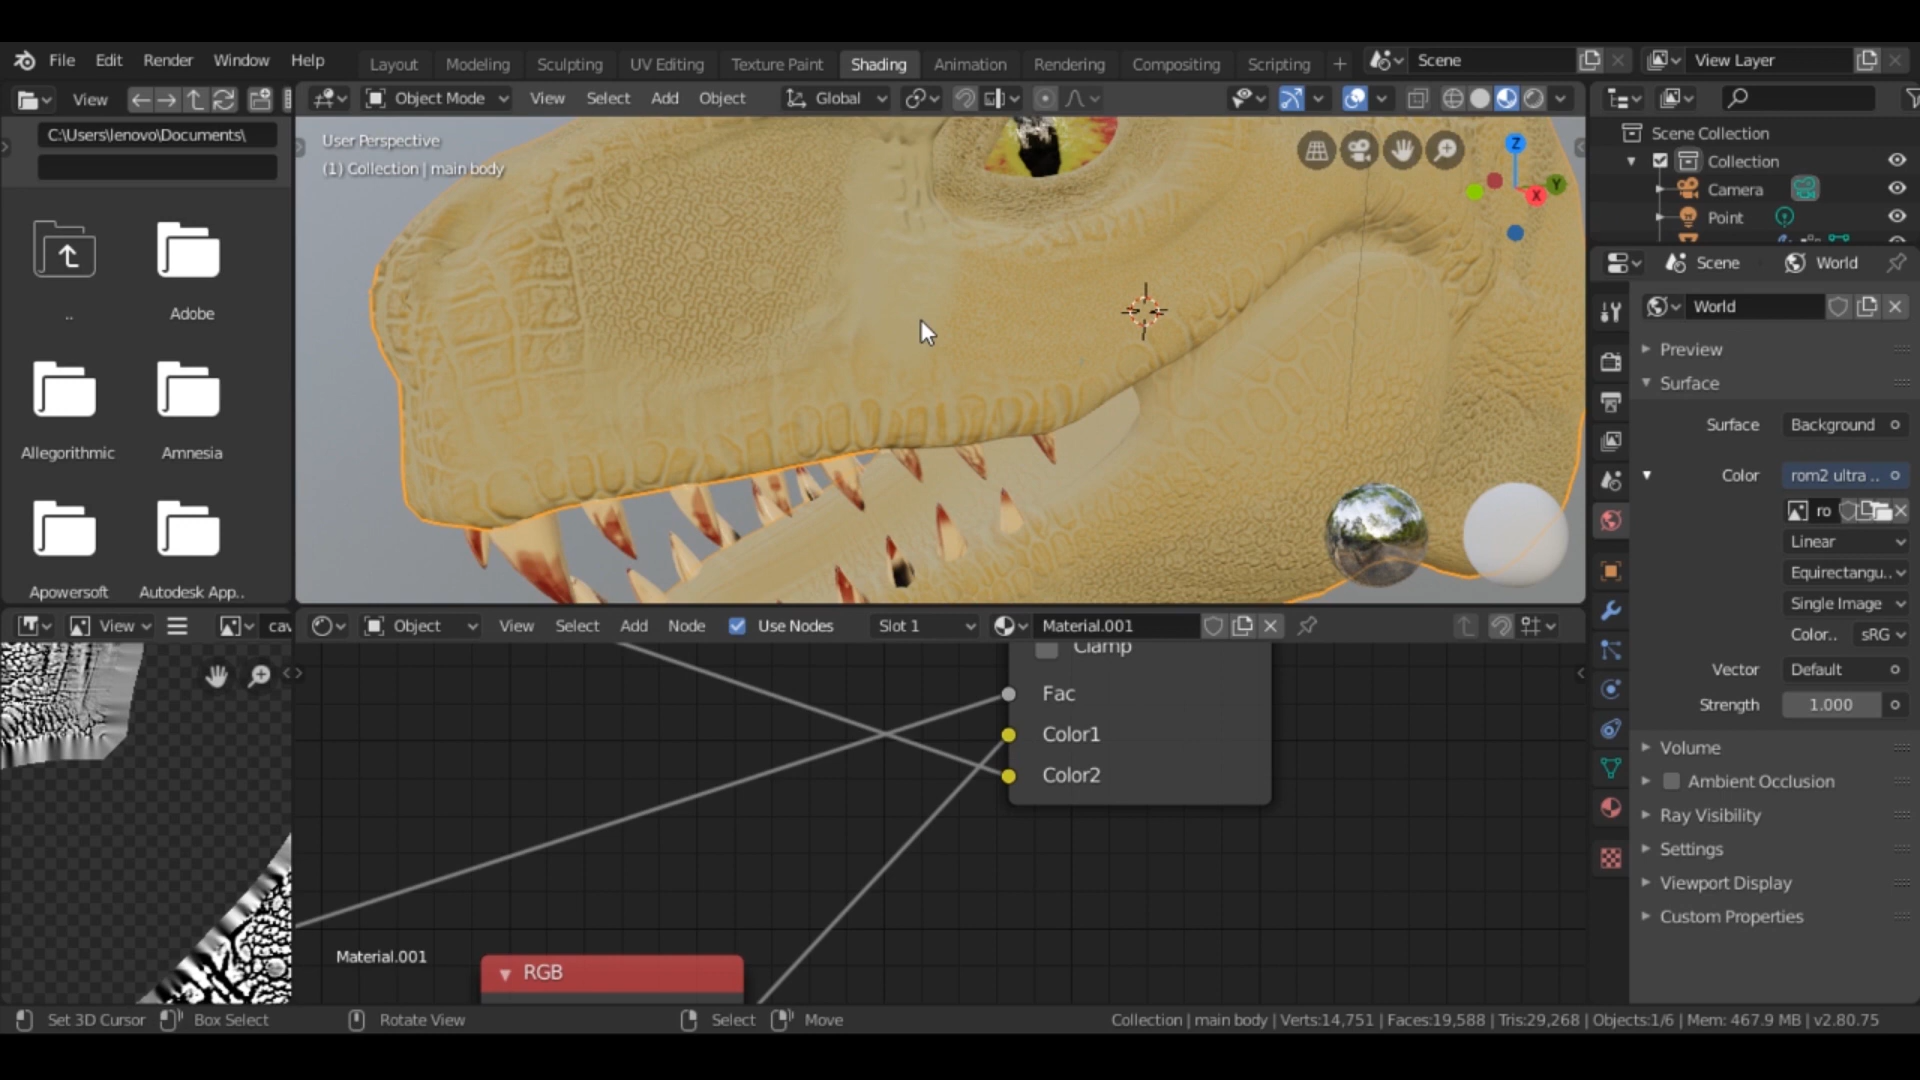 File Edit Render Window Help Layout Modeling Sculpting UV Editing Texture Paint Shading Animation Rendering Compositing Scripting + Scene View Layer
View Object Mode View Select Add Object Global
C:\Users\lenovo\Documents\
User Perspective
(1) Collection | main body
..
Adobe
Allegorithmic
Amnesia
Apowersoft
Autodesk App..
Z
Y
X
Scene Collection
Collection
Camera
Point
Scene World
World
Preview
Surface
Surface Background
Color rom2 ultra ..
ro
Linear
Equirectangu..
Single Image
Color.. sRG
Vector Default
Strength 1.000
Volume
Ambient Occlusion
Ray Visibility
Settings
Viewport Display
Custom Properties
View cav
Object View Select Add Node Use Nodes Slot 1 Material.001
Clamp
Fac
Color1
Color2
Material.001
RGB
Set 3D Cursor Box Select Rotate View Select Move Collection | main body | Verts:14,751 | Faces:19,588 | Tris:29,268 | Objects:1/6 | Mem: 467.9 MB | v2.80.75